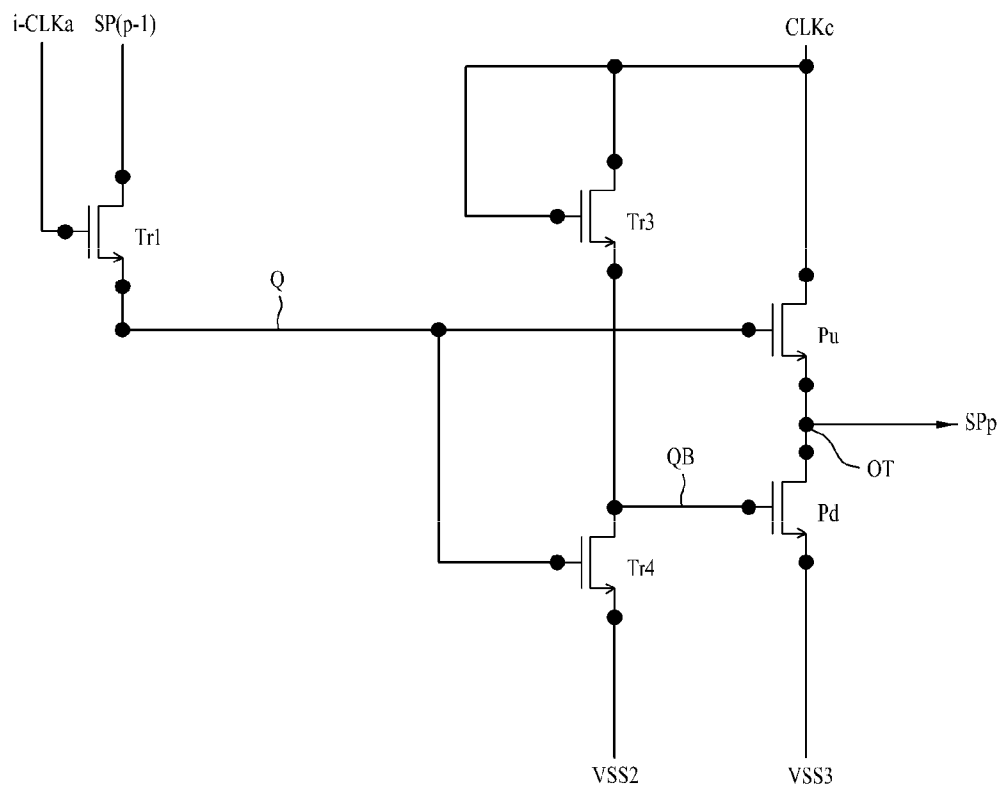 i-CLKa SP(p-1) CLKc
Tr1
Tr3
Q
Pu
SPp
OT
QB
Pd
Tr4
VSS2 VSS3